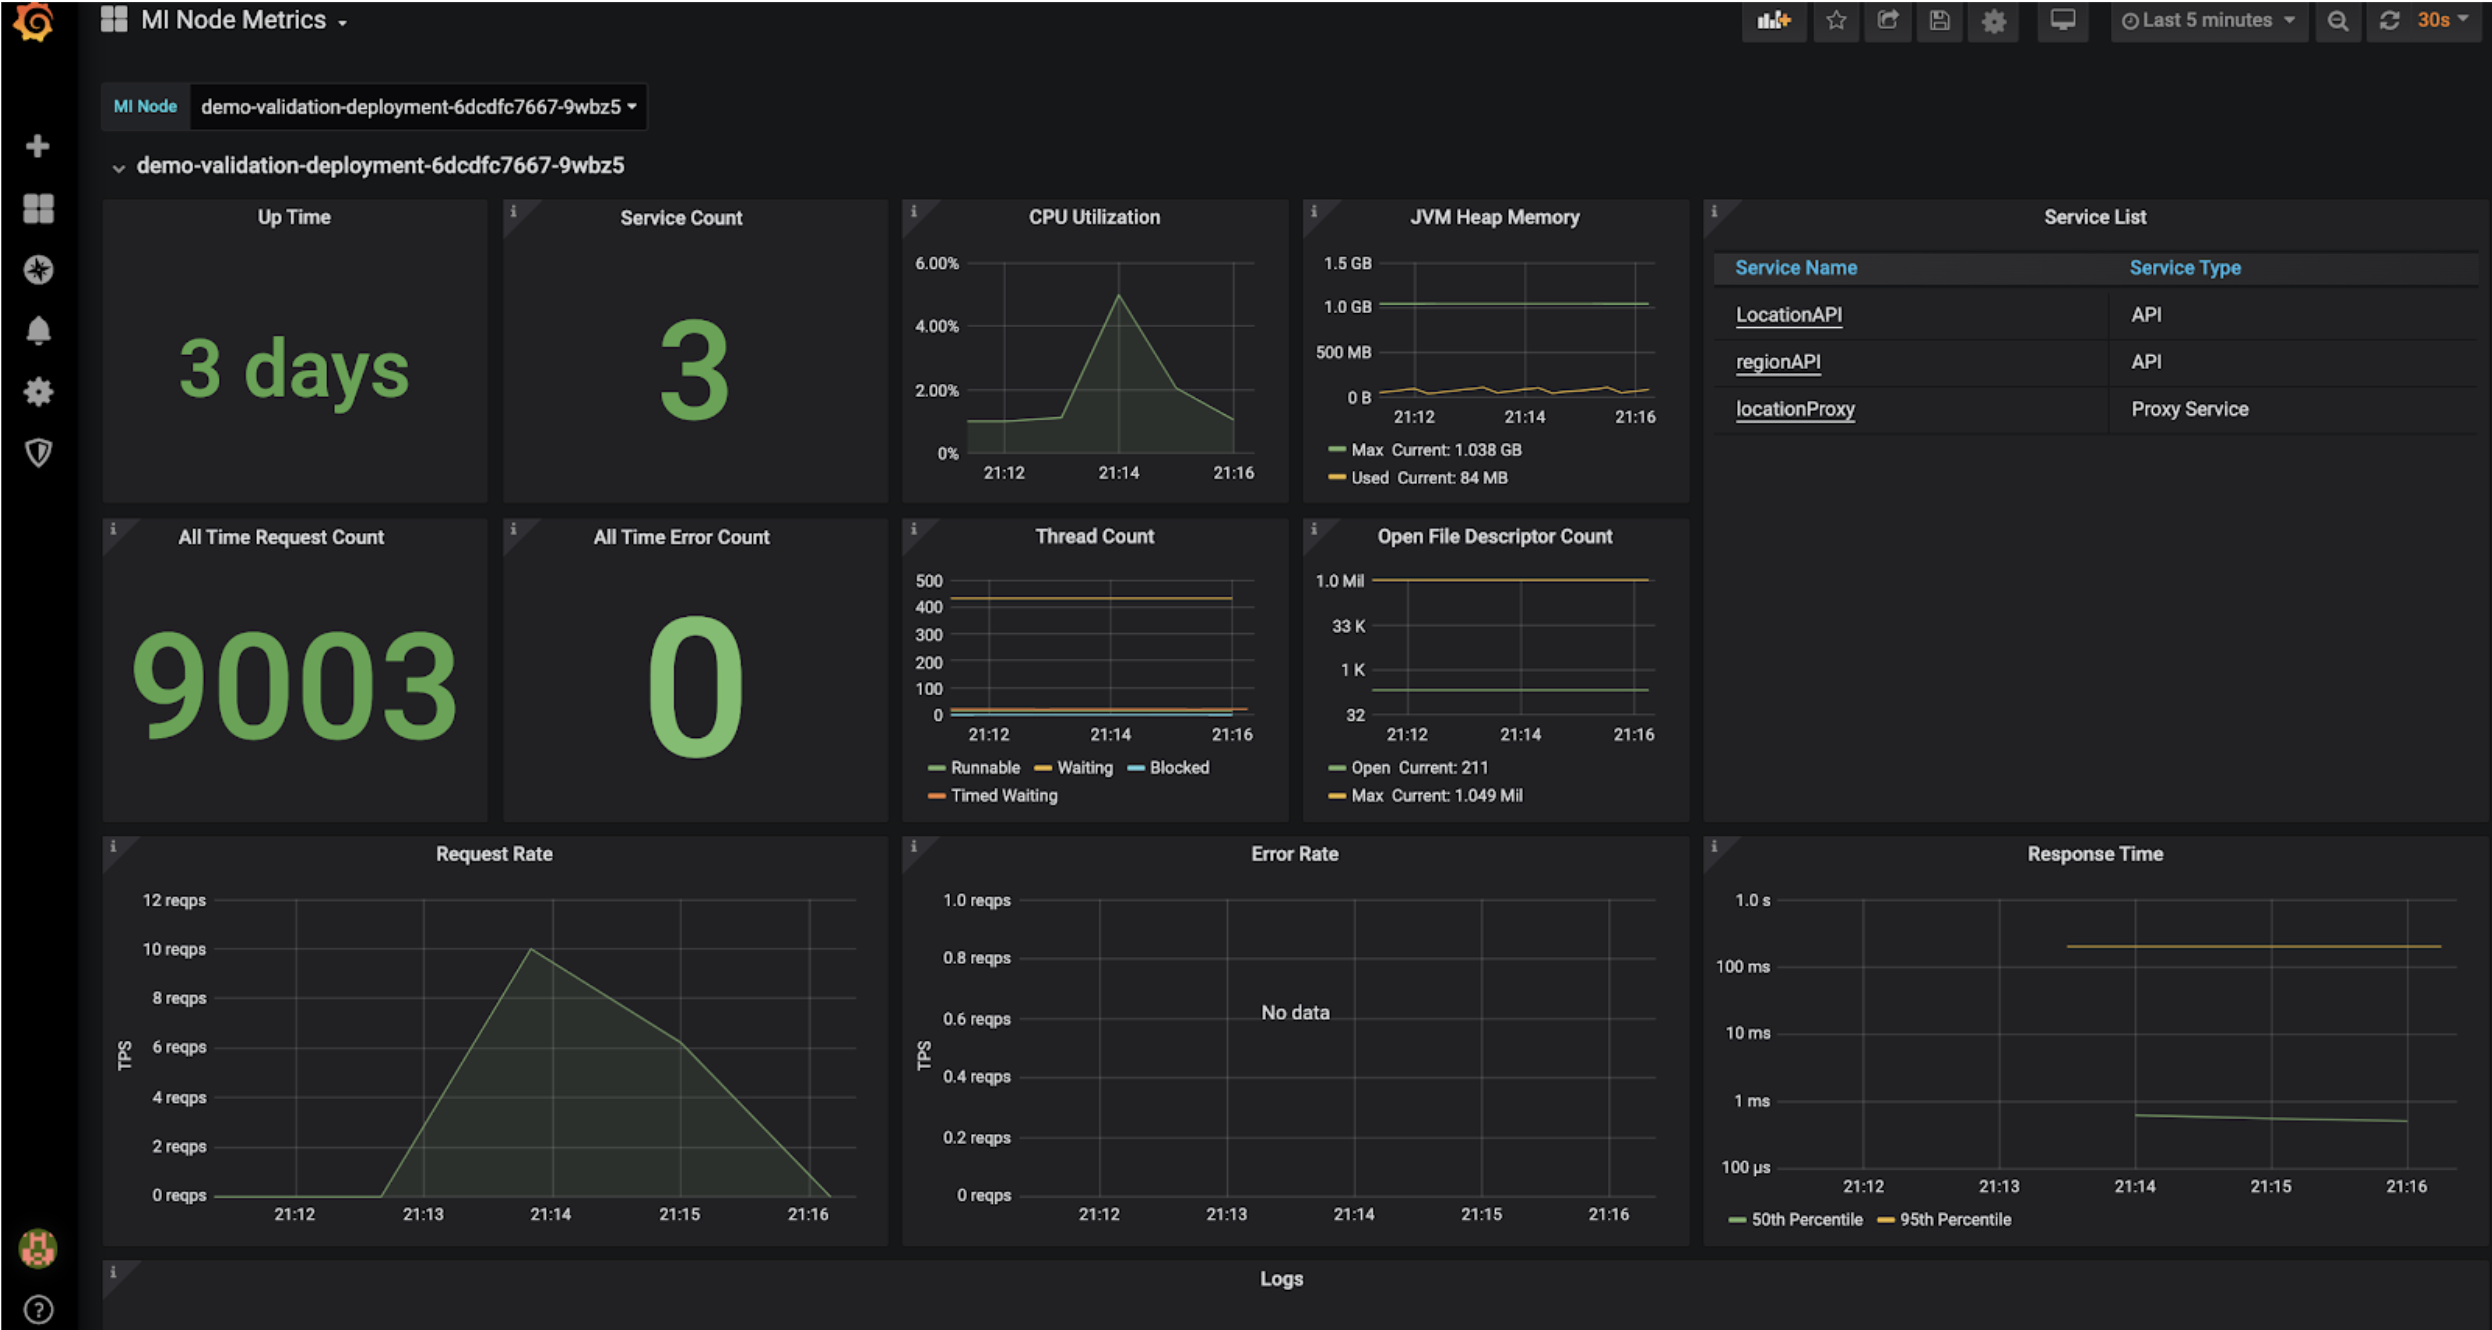 MI Node Metrics
Last 5 minutes
30s
MI Node
demo-validation-deployment-6dcdfc7667-9wbz5
demo-validation-deployment-6dcdfc7667-9wbz5
Up Time
3 days
Service Count
3
CPU Utilization
6.00%
4.00%
2.00%
0%
21:12 21:14 21:16
JVM Heap Memory
1.5 GB
1.0 GB
500 MB
0 B
21:12 21:14 21:16
Max Current: 1.038 GB
Used Current: 84 MB
Service List
Service Name Service Type
LocationAPI API
regionAPI API
locationProxy Proxy Service
All Time Request Count
9003
All Time Error Count
0
Thread Count
500
400
300
200
100
0
21:12 21:14 21:16
Runnable Waiting Blocked
Timed Waiting
Open File Descriptor Count
1.0 Mil
33 K
1 K
32
21:12 21:14 21:16
Open Current: 211
Max Current: 1.049 Mil
Request Rate
TPS
12 reqps
10 reqps
8 reqps
6 reqps
4 reqps
2 reqps
0 reqps
21:12 21:13 21:14 21:15 21:16
Error Rate
TPS
1.0 reqps
0.8 reqps
0.6 reqps
0.4 reqps
0.2 reqps
0 reqps
No data
21:12 21:13 21:14 21:15 21:16
Response Time
1.0 s
100 ms
10 ms
1 ms
100 µs
21:12 21:13 21:14 21:15 21:16
50th Percentile 95th Percentile
Logs